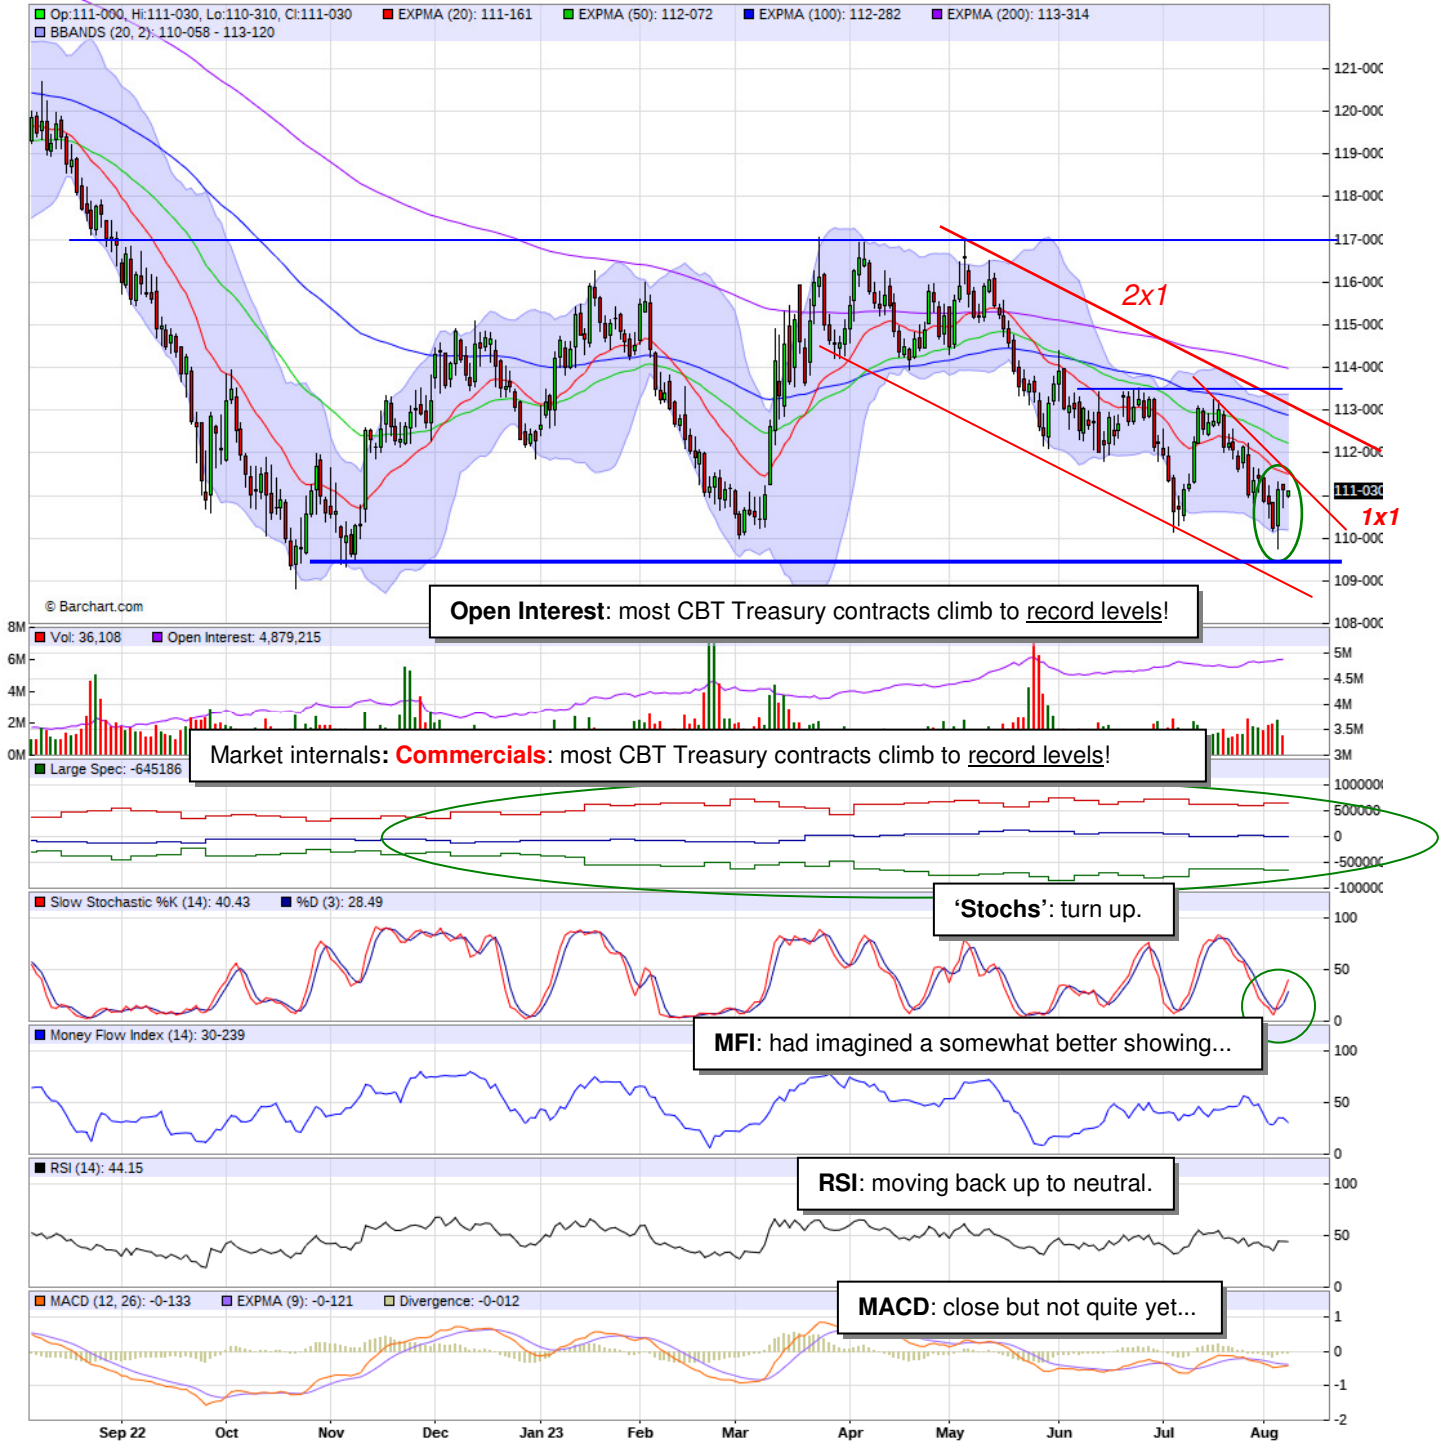 Op:111-000, Hi:111-030, Lo:110-310, Cl:111-030 EXPMA (20): 111-161 EXPMA (50): 112-072 EXPMA (100): 112-282 EXPMA (200): 113-314
BBANDS (20, 2): 110-058 - 113-120
121-000
120-000
119-000
118-000
117-000
116-000
115-000
114-000
113-000
112-000
111-030
110-000
109-000
108-000
2x1
1x1
© Barchart.com
Open Interest: most CBT Treasury contracts climb to record levels!
Vol: 36,108 Open Interest: 4,879,215
8M
6M
4M
2M
0M
5M
4.5M
4M
3.5M
3M
Market internals: Commercials: most CBT Treasury contracts climb to record levels!
Large Spec: -645186
1000000
500000
0
-500000
-100000
'Stochs': turn up.
Slow Stochastic %K (14): 40.43 %D (3): 28.49
100
50
0
MFI: had imagined a somewhat better showing...
Money Flow Index (14): 30-239
100
50
0
RSI: moving back up to neutral.
RSI (14): 44.15
100
50
0
MACD: close but not quite yet...
MACD (12, 26): -0-133 EXPMA (9): -0-121 Divergence: -0-012
1
0
-1
-2
Sep 22 Oct Nov Dec Jan 23 Feb Mar Apr May Jun Jul Aug